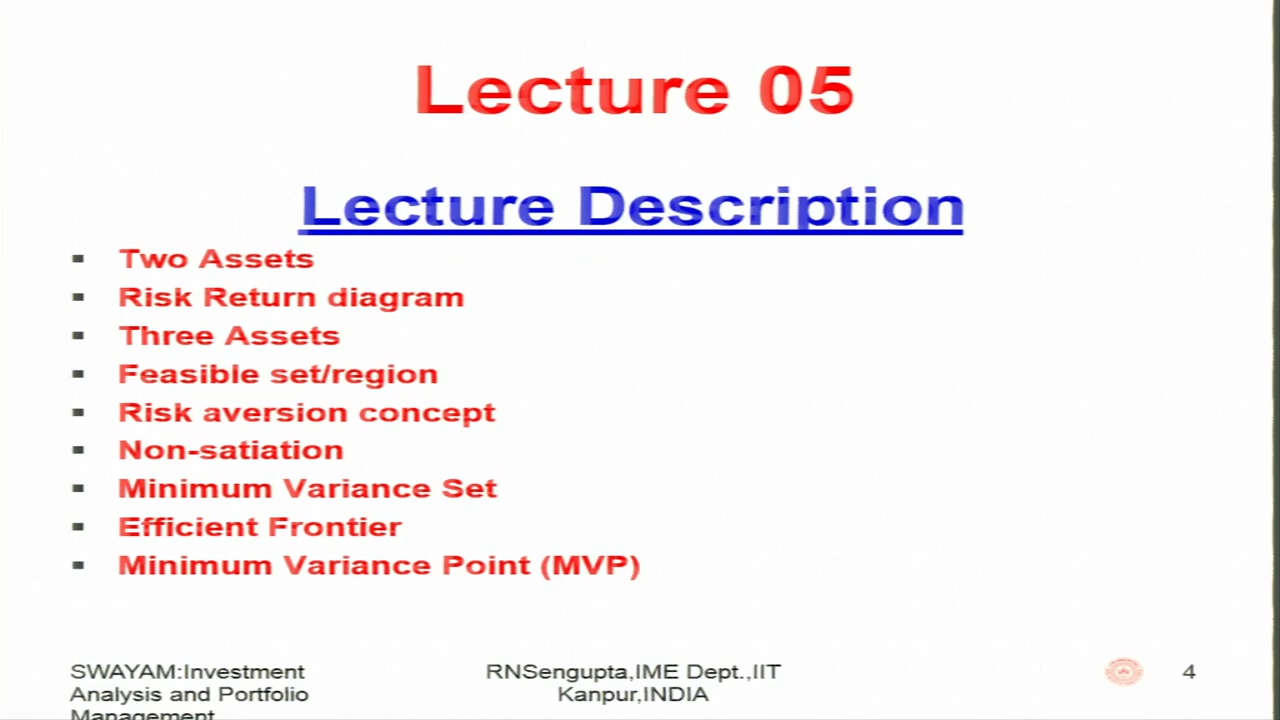 Lecture 05
Lecture Description
Two Assets
Risk Return diagram
Three Assets
Feasible set/region
Risk aversion concept
Non-satiation
Minimum Variance Set
Efficient Frontier
Minimum Variance Point (MVP)
SWAYAM:Investment
Analysis and Portfolio
Management
RNSengupta,IME Dept.,IIT
Kanpur,INDIA
4